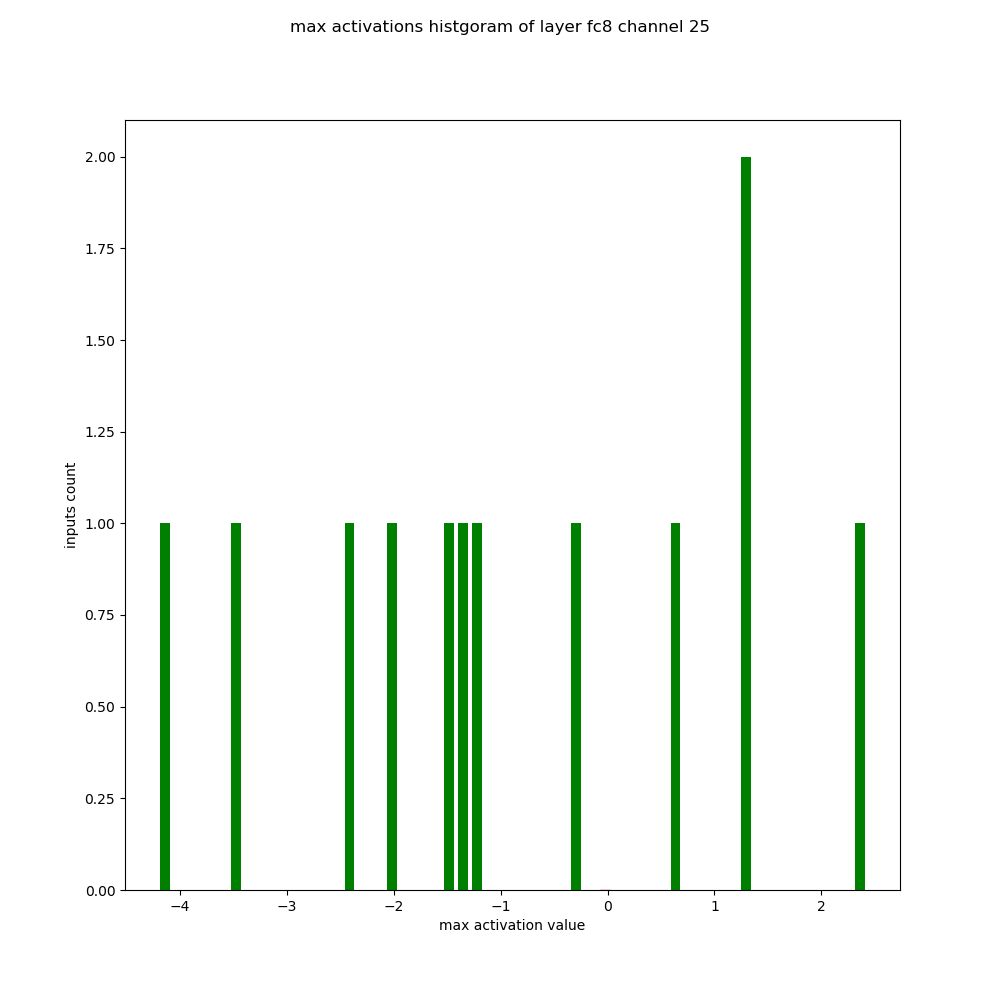 max activations histgoram of layer fc8 channel 25
2.00
1.75
1.50
1.25
1.00
0.75
0.50
0.25
0.00
inputs count
−4 −3 −2 −1 0 1 2
max activation value